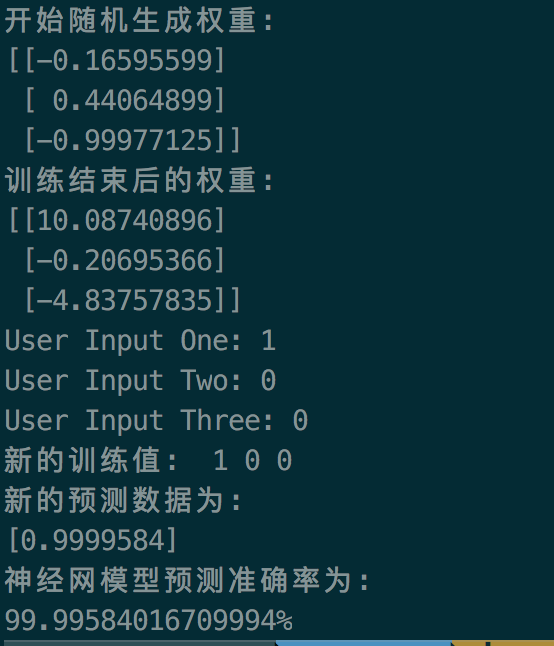 开始随机生成权重:
[[-0.16595599]
 [ 0.44064899]
 [-0.99977125]]
训练结束后的权重:
[[10.08740896]
 [-0.20695366]
 [-4.83757835]]
User Input One: 1
User Input Two: 0
User Input Three: 0
新的训练值: 1 0 0
新的预测数据为:
[0.9999584]
神经网模型预测准确率为:
99.99584016709994%